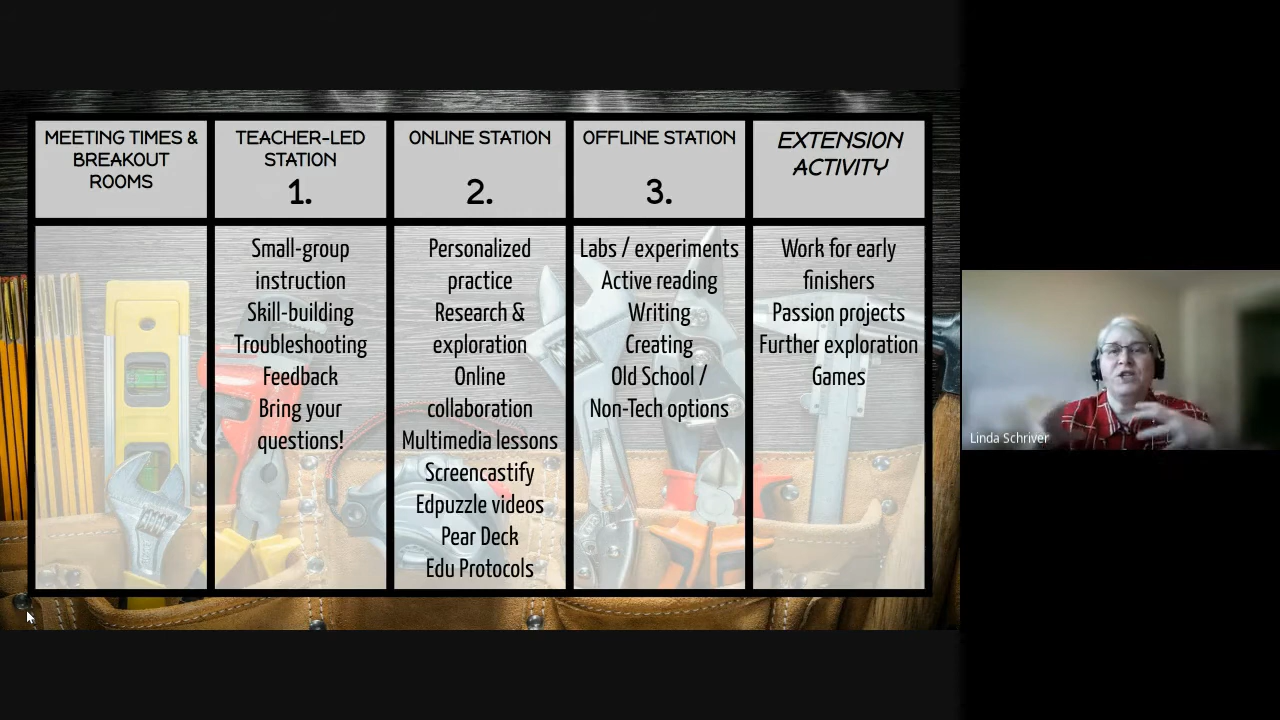 MEETING TIMES &
BREAKOUT
ROOMS
EACHER-LED
STATION
1.
ONLINE STATION
2.
OFFLINE STATION
3.
EXTENSION
ACTIVITY
Small-group
instruction
Skill-building
Troubleshooting
Feedback
Bring your
questions!
Personalized
practice
Research &
exploration
Online
collaboration
Multimedia lessons
Screencastify
Edpuzzle videos
Pear Deck
Edu Protocols
Labs / experiments
Active reading
Writing
Creating
Old School /
Non-Tech options
Work for early
finishers
Passion projects
Further exploration
Games
Linda Schriver